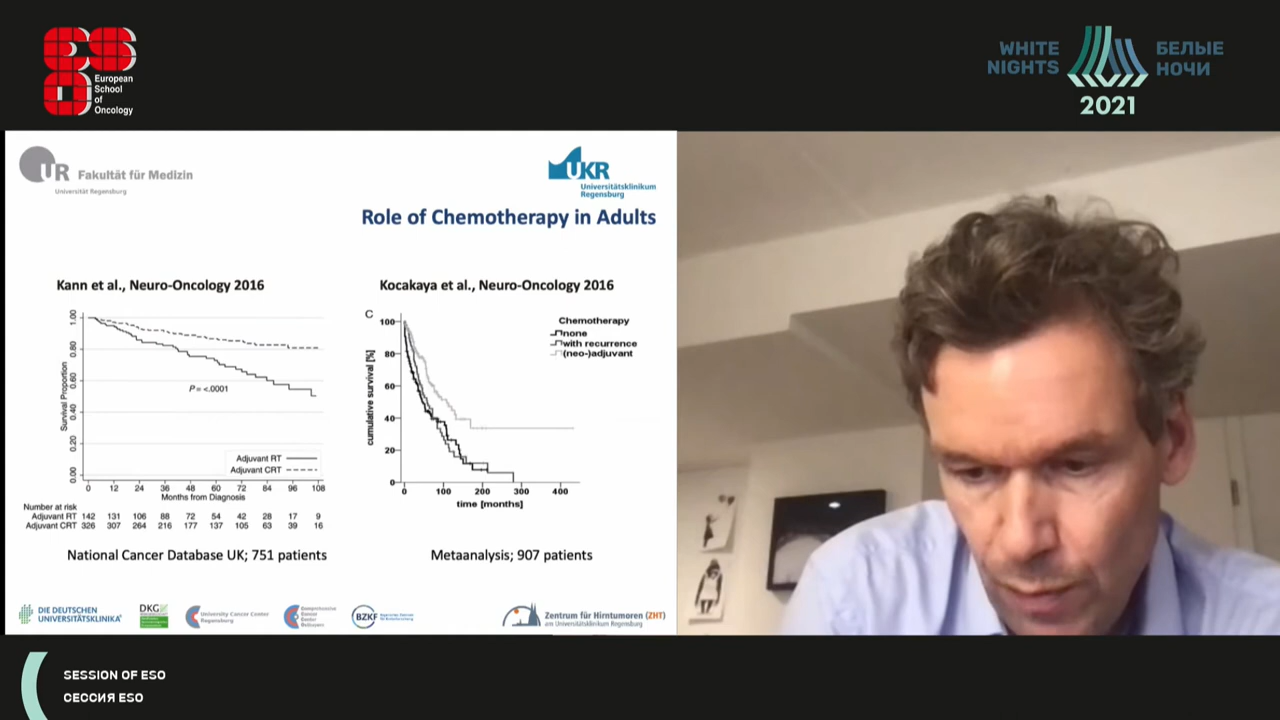 European
School
of
Oncology
WHITE
NIGHTS
БЕЛЫЕ
НОЧИ
2021
UR Fakultät für Medizin
Universität Regensburg
UKR
Universitätsklinikum
Regensburg
Role of Chemotherapy in Adults
Kann et al., Neuro-Oncology 2016
Survival Proportion
1.00
0.80
0.60
0.40
0.20
0.00
P = <.0001
Adjuvant RT
Adjuvant CRT
0 12 24 36 48 60 72 84 96 108
Months from Diagnosis
Number at risk
Adjuvant RT 142 131 106 88 72 54 42 28 17 9
Adjuvant CRT 326 307 264 216 177 137 105 63 39 16
National Cancer Database UK; 751 patients
Kocakaya et al., Neuro-Oncology 2016
C
cumulative survival [%]
100
80
60
40
20
0
Chemotherapy
none
with recurrence
(neo-)adjuvant
0 100 200 300 400
time [months]
Metaanalysis; 907 patients
DIE DEUTSCHEN
UNIVERSITÄTSKLINIKA
DKG
University Cancer Center
Regensburg
Comprehensive
Cancer
Center
BZKF
Zentrum für Hirntumoren (ZHT)
am Universitätsklinikum Regensburg
SESSION OF ESO
СЕССИЯ ESO